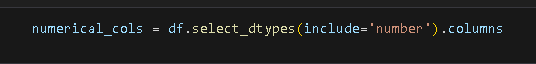 numerical_cols = df.select_dtypes(include='number').columns